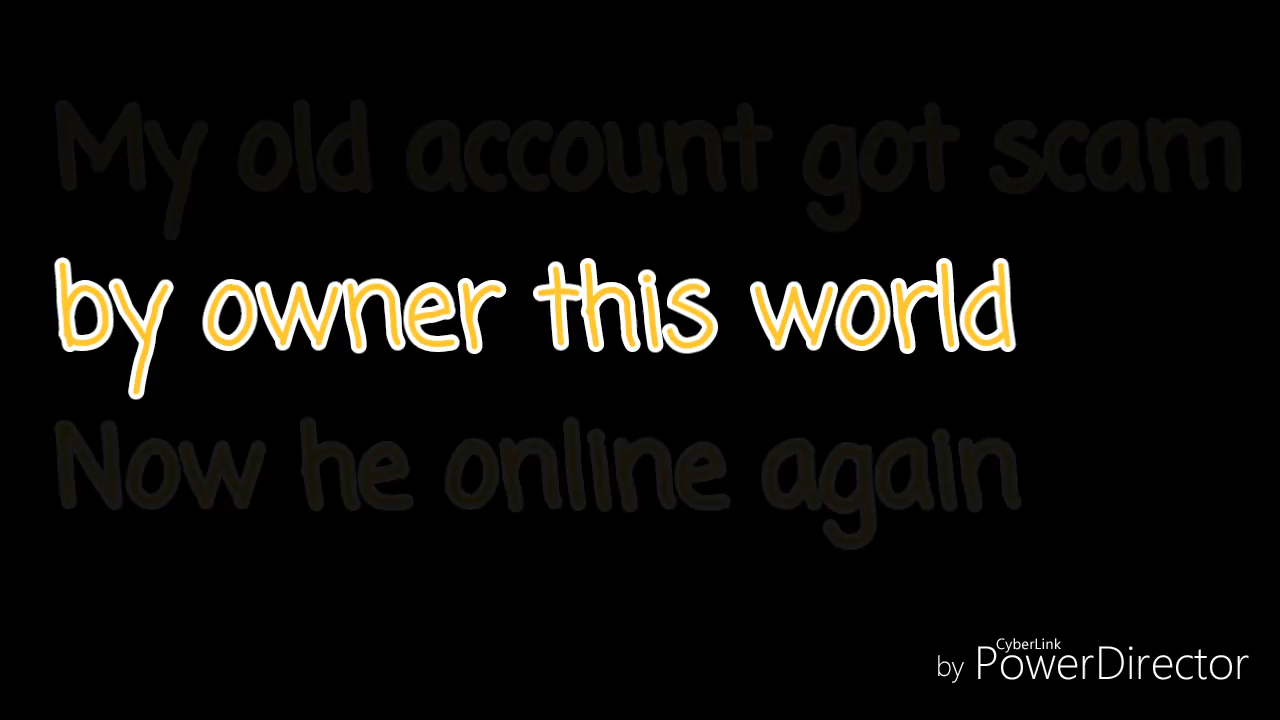 My old account got scam
by owner this world
Now he online again
CyberLink
by PowerDirector